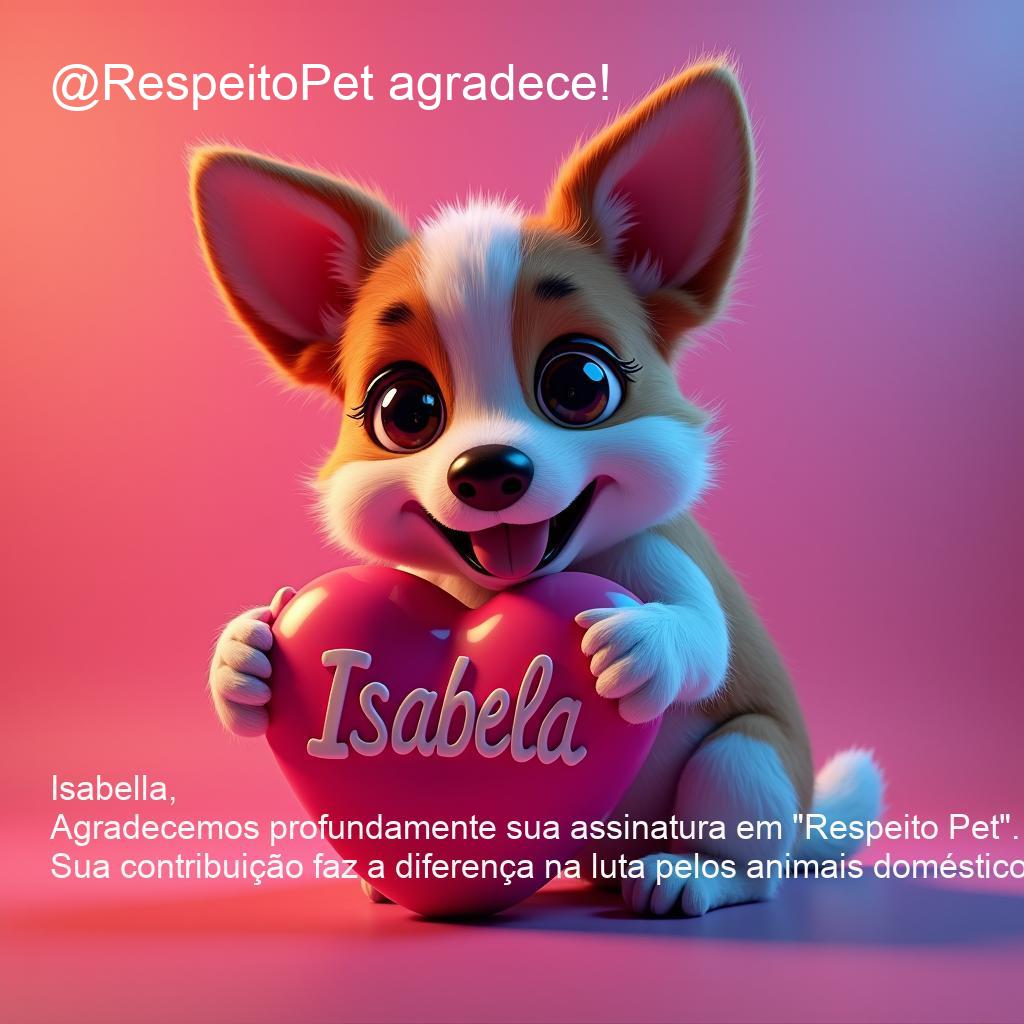 @RespeitoPet agradece!
Isabela
Isabella,
Agradecemos profundamente sua assinatura em "Respeito Pet".
Sua contribuição faz a diferença na luta pelos animais doméstico